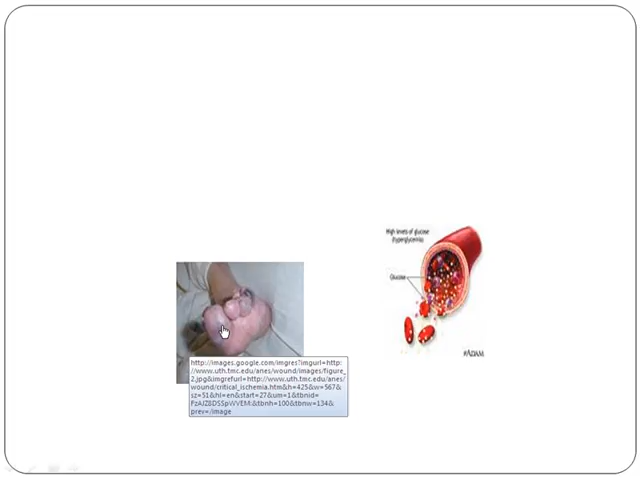 High levels of glucose
(hyperglycemia)
Glucose
#ADAM
http://images.google.com/imgres?imgurl=http:
//www.uth.tmc.edu/anes/wound/images/figure_
2.jpg&imgrefurl=http://www.uth.tmc.edu/anes/
wound/critical_ischemia.htm&h=425&w=567&
sz=51&hl=en&start=27&um=1&tbnid=
&tbnh=100&tbnw=134&
prev=/image